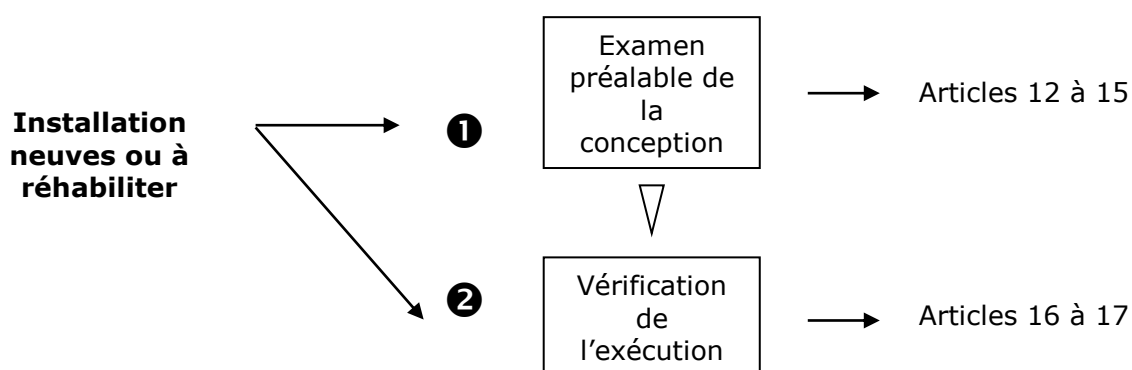 Installation
neuves ou à
réhabiliter
❶
Examen
préalable de
la
conception
Articles 12 à 15
❷
Vérification
de
l'exécution
Articles 16 à 17